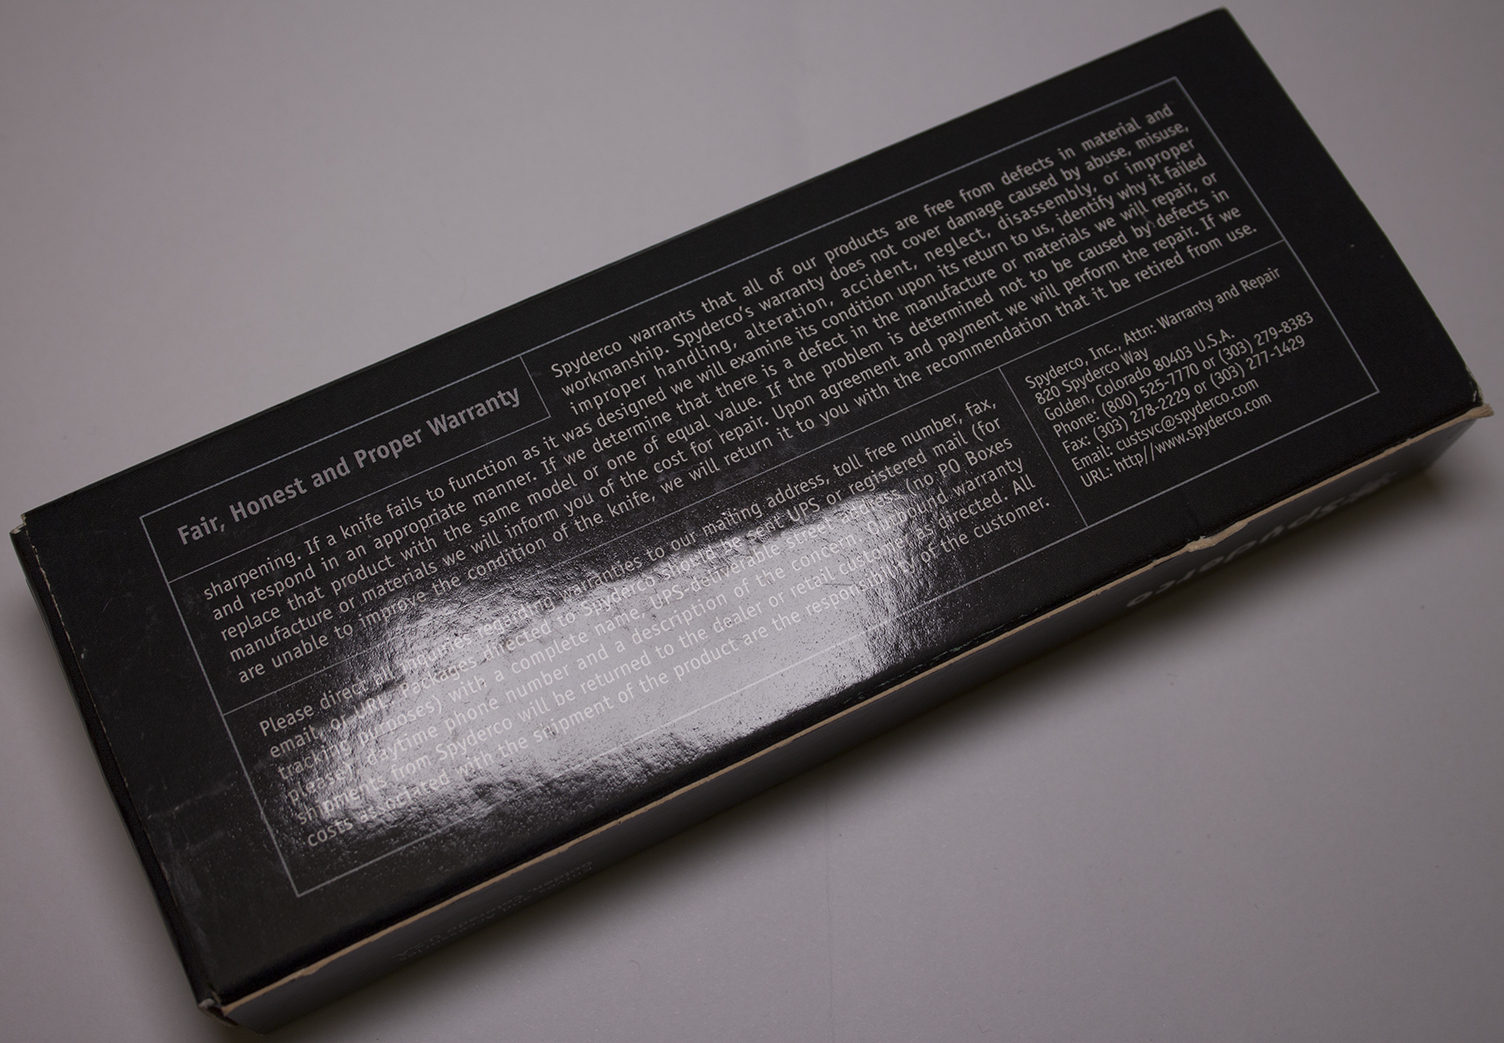 Fair, Honest and Proper Warranty
Spyderco warrants that all of our products are free from defects in material and
workmanship. Spyderco's warranty does not cover damage caused by abuse, misuse,
improper handling, alteration, accident, neglect, disassembly, or improper
sharpening. If a knife fails to function as it was designed we will examine its condition upon its return to us, identify why it failed
and respond in an appropriate manner. If we determine that there is a defect in the manufacture or materials we will repair, or
replace that product with the same model or one of equal value. If the problem is determined not to be caused by defects in
manufacture or materials we will inform you of the cost for repair. Upon agreement and payment we will perform the repair. If we
are unable to improve the condition of the knife, we will return it to you with the recommendation that it be retired from use.
Please direct all inquiries regarding warranties to our mailing address, toll free number, fax,
email, or URL. Packages directed to Spyderco should be sent UPS or registered mail (for
tracking purposes) with a complete name, UPS-deliverable street address (no PO Boxes
please), daytime phone number and a description of the concern. Outbound warranty
shipments from Spyderco will be returned to the dealer or retail customer as directed. All
costs associated with the shipment of the product are the responsibility of the customer.
Spyderco, Inc., Attn: Warranty and Repair
820 Spyderco Way
Golden, Colorado 80403 U.S.A.
Phone: (800) 525-7770 or (303) 279-8383
Fax: (303) 278-2229 or (303) 277-1429
Email: custsvc@spyderco.com
URL: http//www.spyderco.com
Spyderco